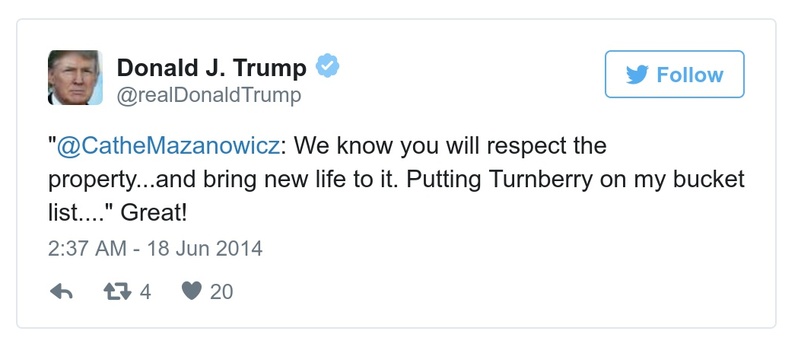 Donald J. Trump
@realDonaldTrump
Follow
"@CatheMazanowicz: We know you will respect the
property...and bring new life to it. Putting Turnberry on my bucket
list...." Great!
2:37 AM - 18 Jun 2014
4 20